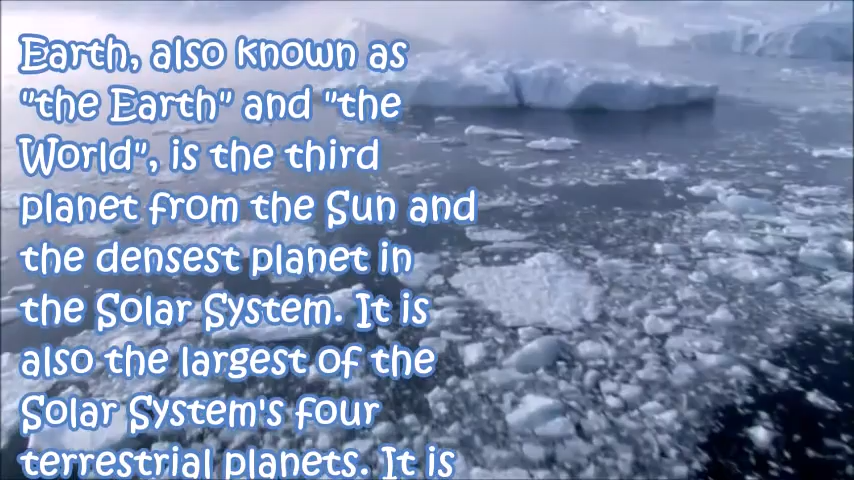 Earth, also known as
"the Earth" and "the
World", is the third
planet from the Sun and
the densest planet in
the Solar System. It is
also the largest of the
Solar System's four
terrestrial planets. It is